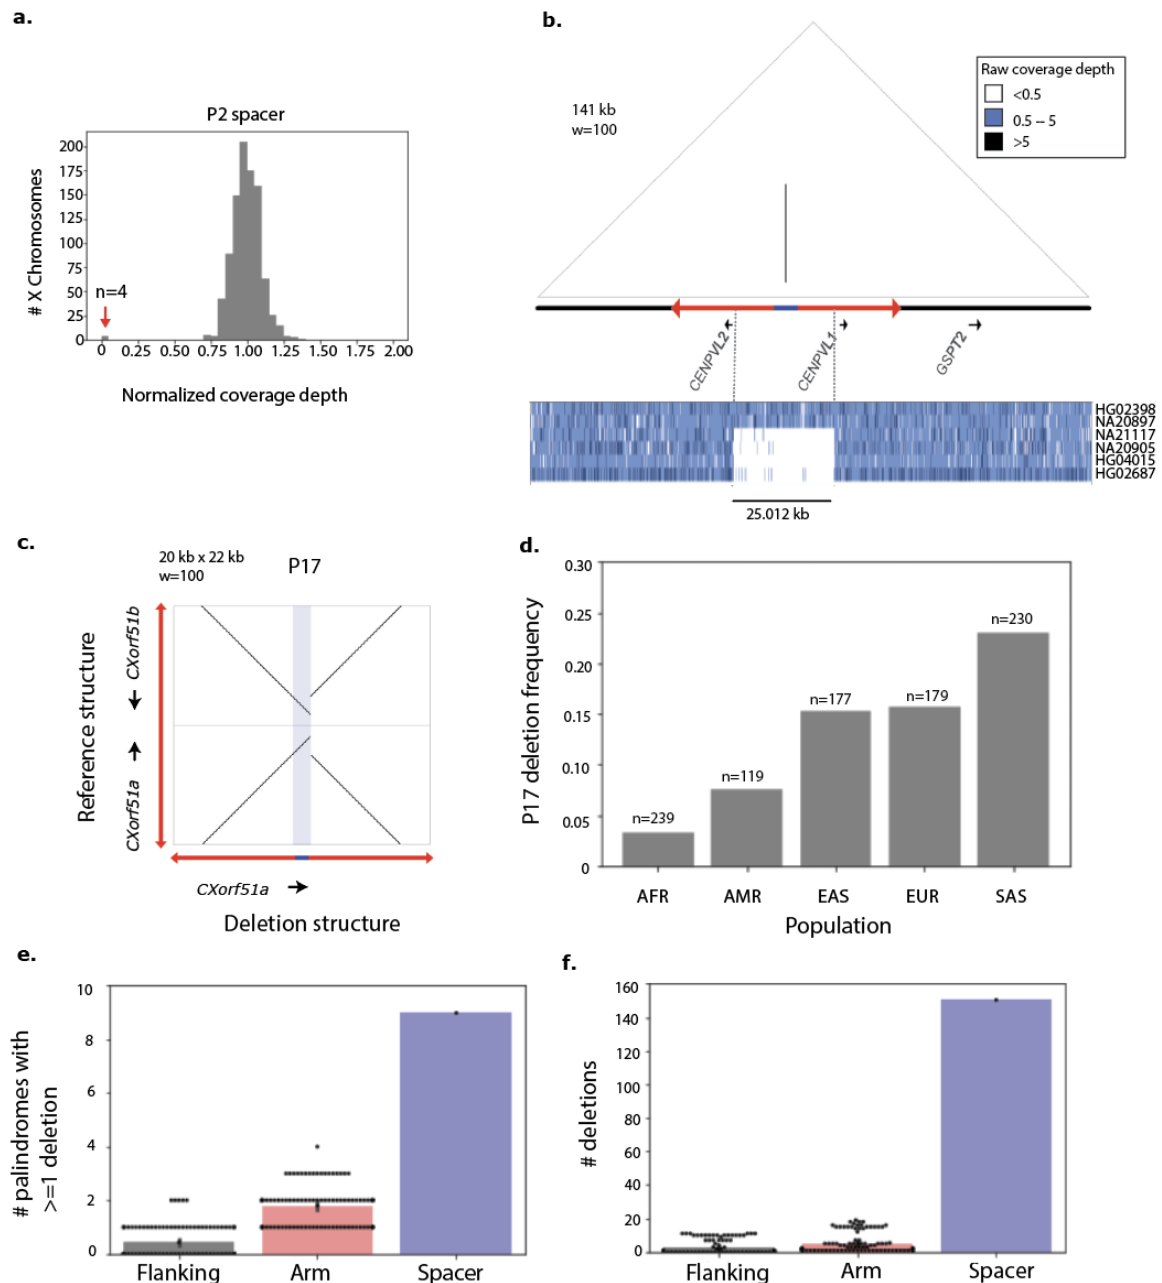 a.
P2 spacer
# X Chromosomes
200
175
150
125
100
75
50
25
0
n=4
0 0.25 0.50 0.75 1.00 1.25 1.50 1.75 2.00
Normalized coverage depth
b.
141 kb
w=100
Raw coverage depth
<0.5
0.5 – 5
>5
CENPVL2
CENPVL1
GSPT2
HG02398
NA20897
NA21117
NA20905
HG04015
HG02687
25.012 kb
c.
20 kb x 22 kb
w=100
P17
Reference structure
CXorf51b
CXorf51a
CXorf51a
Deletion structure
d.
P17 deletion frequency
0.30
0.25
0.20
0.15
0.10
0.05
0
n=239
n=119
n=177
n=179
n=230
AFR AMR EAS EUR SAS
Population
e.
# palindromes with
>=1 deletion
10
8
6
4
2
0
Flanking Arm Spacer
f.
# deletions
160
140
120
100
80
60
40
20
0
Flanking Arm Spacer